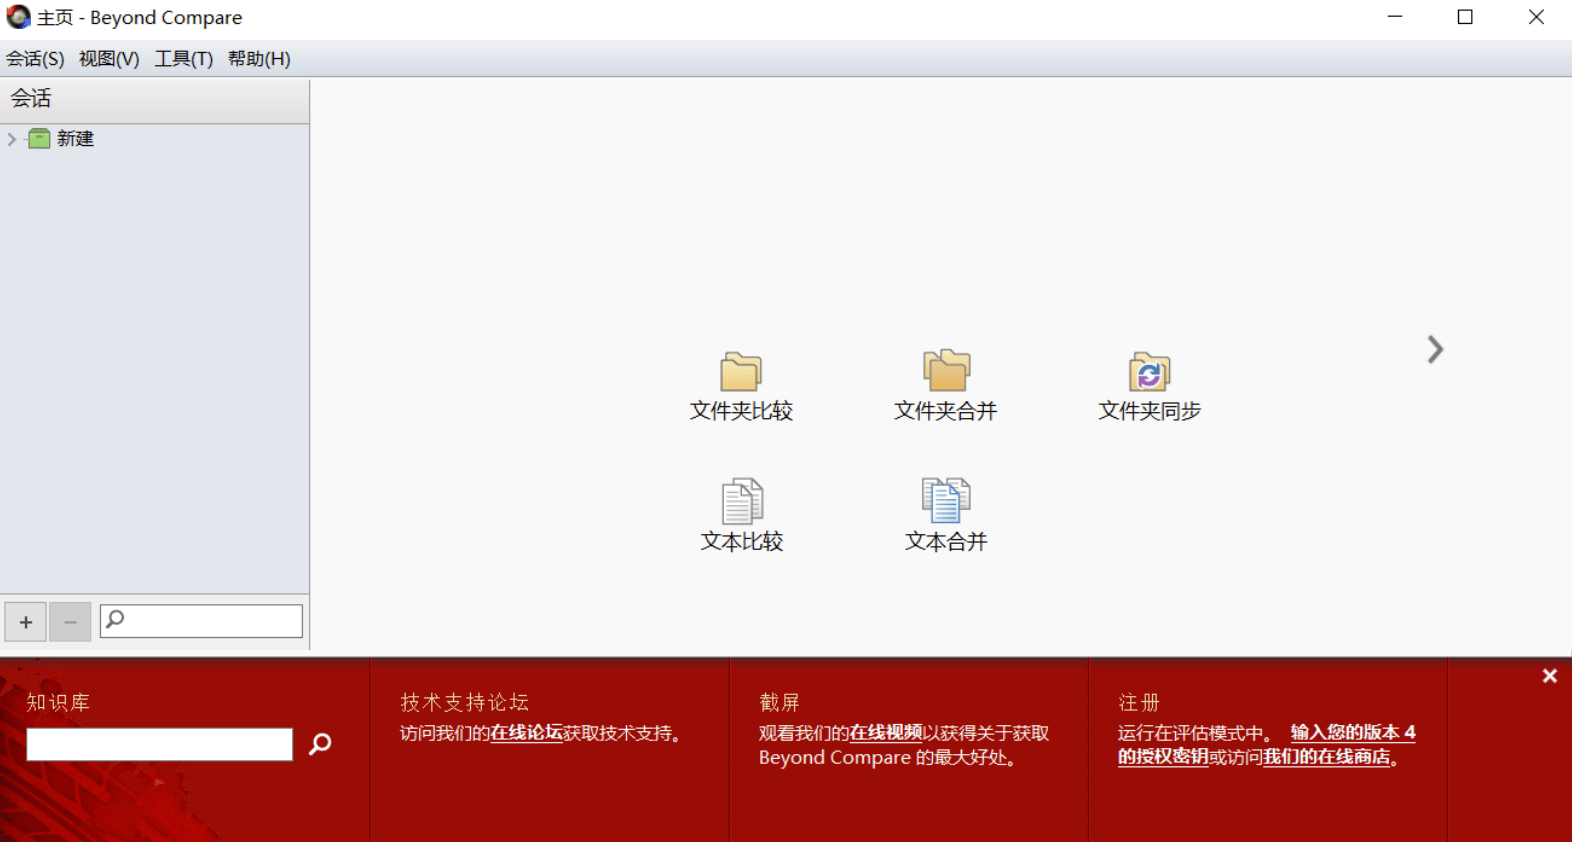 主页 - Beyond Compare
会话(S) 视图(V) 工具(T) 帮助(H)
会话
新建
文件夹比较 文件夹合并 文件夹同步
文本比较 文本合并
知识库
技术支持论坛
访问我们的在线论坛获取技术支持。
截屏
观看我们的在线视频以获得关于获取
Beyond Compare 的最大好处。
注册
运行在评估模式中。 输入您的版本 4
的授权密钥或访问我们的在线商店。